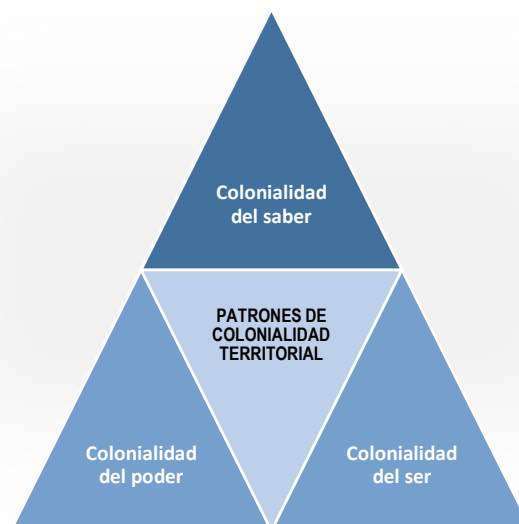 Colonialidad
del saber
PATRONES DE
COLONIALIDAD
TERRITORIAL
Colonialidad
del poder
Colonialidad
del ser